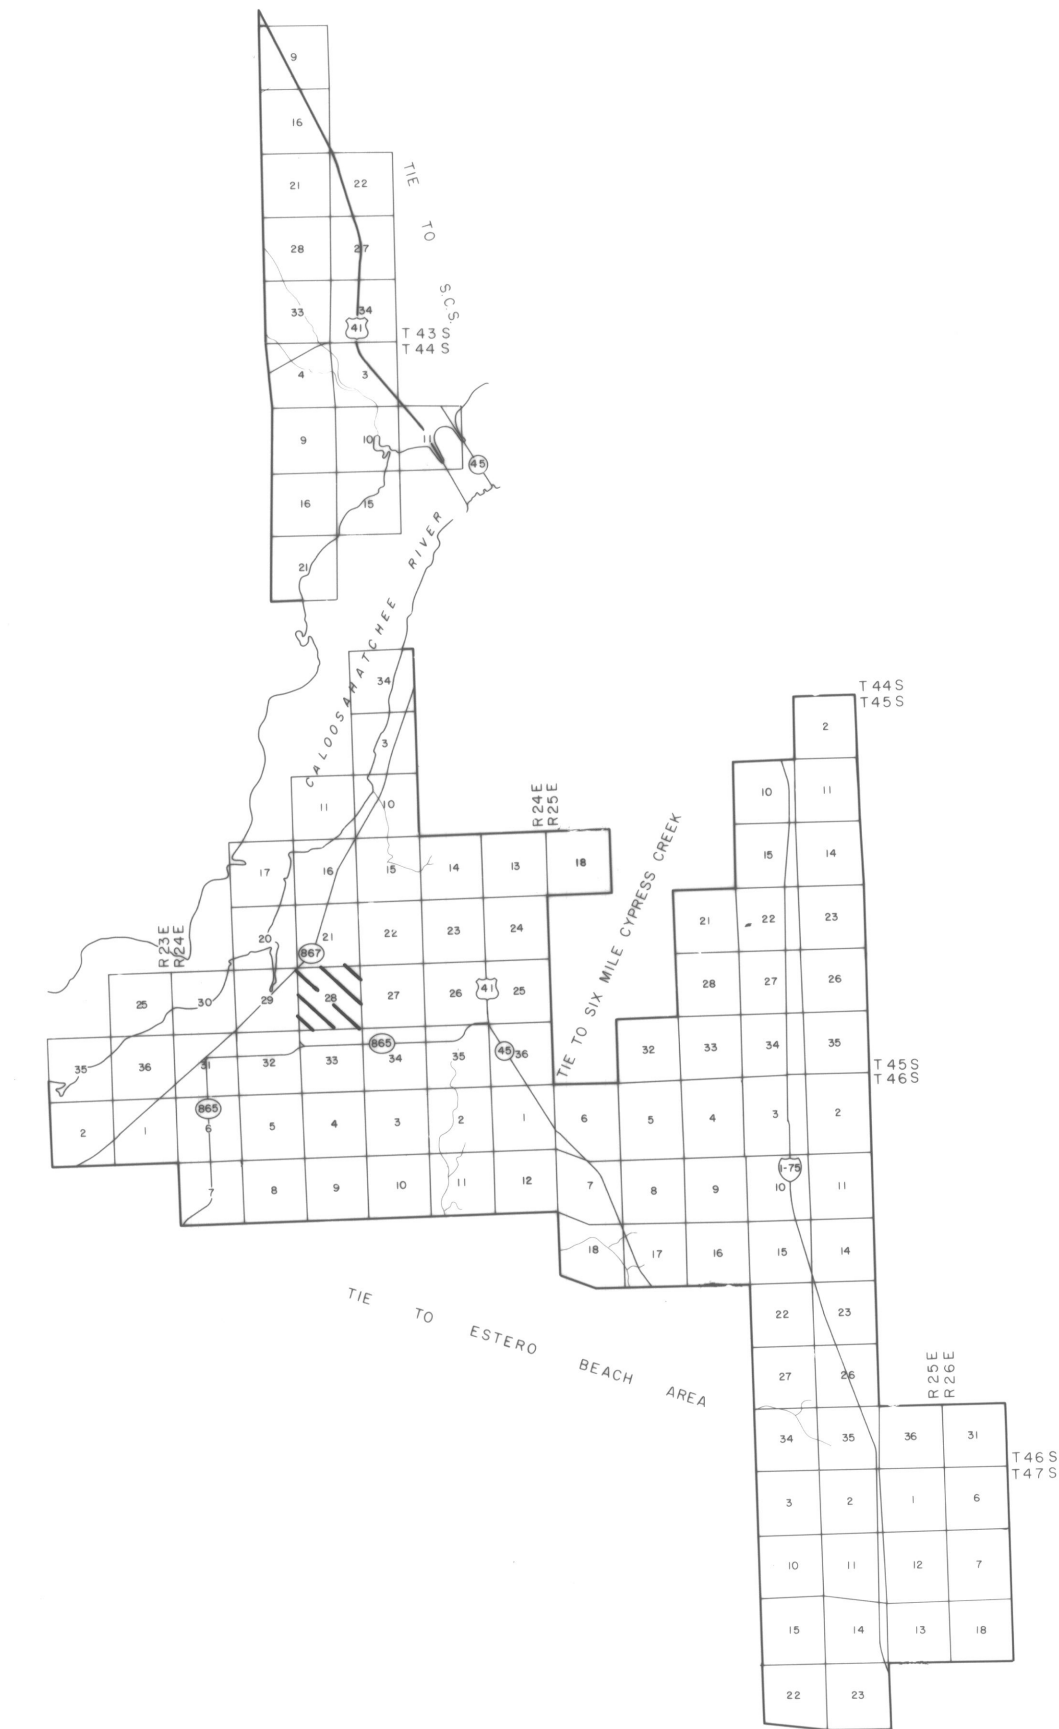 9
16
21 22
28 27
33 34
41
TIE TO S.C.S.
T 43 S
T 44 S
4 3
9 10 11
45
16 15
21
CALOOSAHATCHEE RIVER
34
3
11 10
R24E
R25E
17 16 15 14 13 18
20 21 22 23 24
867
R23E
R24E
25 30 29 28 27 26 41 25
35 36 31 32 33 865 34 35 45 36
865
2 1 6 5 4 3 2 1
7 8 9 10 11 12
TIE TO SIX MILE CYPRESS CREEK
T 44 S
T 45 S
2
10 11
15 14
21 22 23
28 27 26
32 33 34 35
T 45 S
T 46 S
6 5 4 3 2
I-75
7 8 9 10 11
18 17 16 15 14
TIE TO ESTERO BEACH AREA
22 23
27 26
R25E
R26E
34 35 36 31
T 46 S
T 47 S
3 2 1 6
10 11 12 7
15 14 13 18
22 23